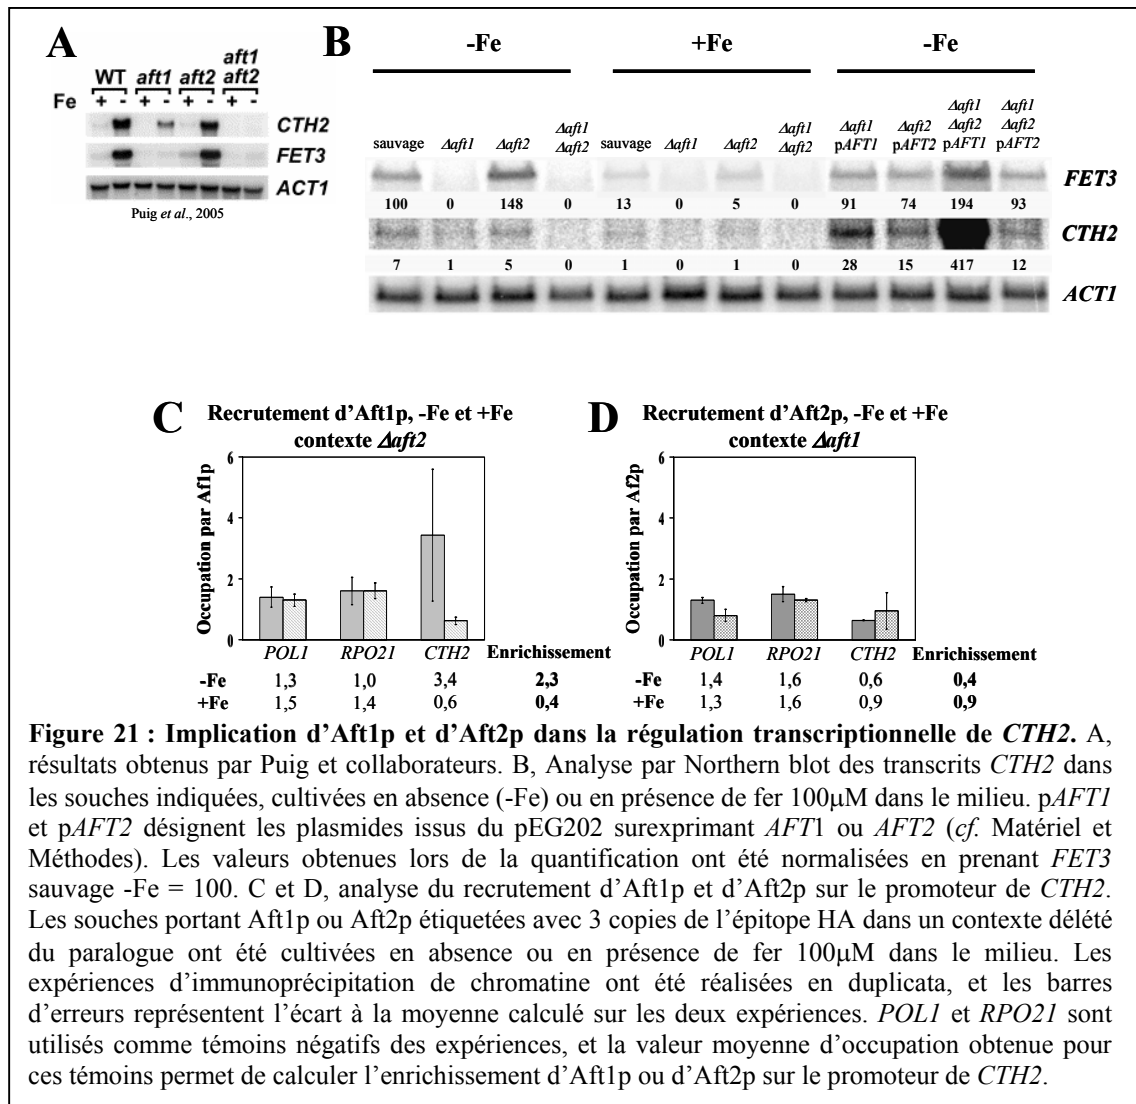 A
WT aft1 aft2 aft1 aft2
Fe + - + - + - + -
CTH2
FET3
ACT1
Puig et al., 2005
B
-Fe +Fe -Fe
sauvage Δaft1 Δaft2 Δaft1 Δaft2 sauvage Δaft1 Δaft2 Δaft1 Δaft2 Δaft1 pAFT1 Δaft2 pAFT2 Δaft1 Δaft2 pAFT1 Δaft1 Δaft2 pAFT2
FET3
100 0 148 0 13 0 5 0 91 74 194 93
CTH2
7 1 5 0 1 0 1 0 28 15 417 12
ACT1
C
Recrutement d’Aft1p, -Fe et +Fe
contexte Δaft2
Occupation par Af1p
6
4
2
0
POL1 RPO21 CTH2 Enrichissement
-Fe 1,3 1,0 3,4 2,3
+Fe 1,5 1,4 0,6 0,4
D
Recrutement d’Aft2p, -Fe et +Fe
contexte Δaft1
Occupation par Af2p
6
4
2
0
POL1 RPO21 CTH2 Enrichissement
-Fe 1,4 1,6 0,6 0,4
+Fe 1,3 1,6 0,9 0,9
Figure 21 : Implication d’Aft1p et d’Aft2p dans la régulation transcriptionnelle de CTH2. A,
résultats obtenus par Puig et collaborateurs. B, Analyse par Northern blot des transcrits CTH2 dans
les souches indiquées, cultivées en absence (-Fe) ou en présence de fer 100µM dans le milieu. pAFT1
et pAFT2 désignent les plasmides issus du pEG202 surexprimant AFT1 ou AFT2 (cf. Matériel et
Méthodes). Les valeurs obtenues lors de la quantification ont été normalisées en prenant FET3
sauvage -Fe = 100. C et D, analyse du recrutement d’Aft1p et d’Aft2p sur le promoteur de CTH2.
Les souches portant Aft1p ou Aft2p étiquetées avec 3 copies de l’épitope HA dans un contexte délété
du paralogue ont été cultivées en absence ou en présence de fer 100µM dans le milieu. Les
expériences d’immunoprécipitation de chromatine ont été réalisées en duplicata, et les barres
d’erreurs représentent l’écart à la moyenne calculé sur les deux expériences. POL1 et RPO21 sont
utilisés comme témoins négatifs des expériences, et la valeur moyenne d’occupation obtenue pour
ces témoins permet de calculer l’enrichissement d’Aft1p ou d’Aft2p sur le promoteur de CTH2.